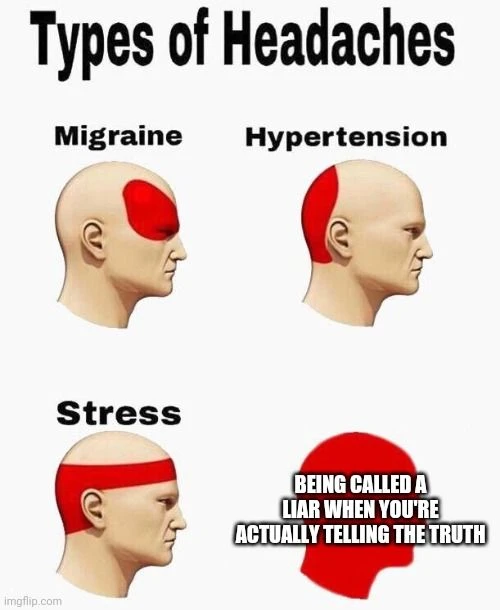 Types of Headaches
Migraine
Hypertension
Stress
BEING CALLED A
LIAR WHEN YOU'RE
ACTUALLY TELLING THE TRUTH
imgflip.com